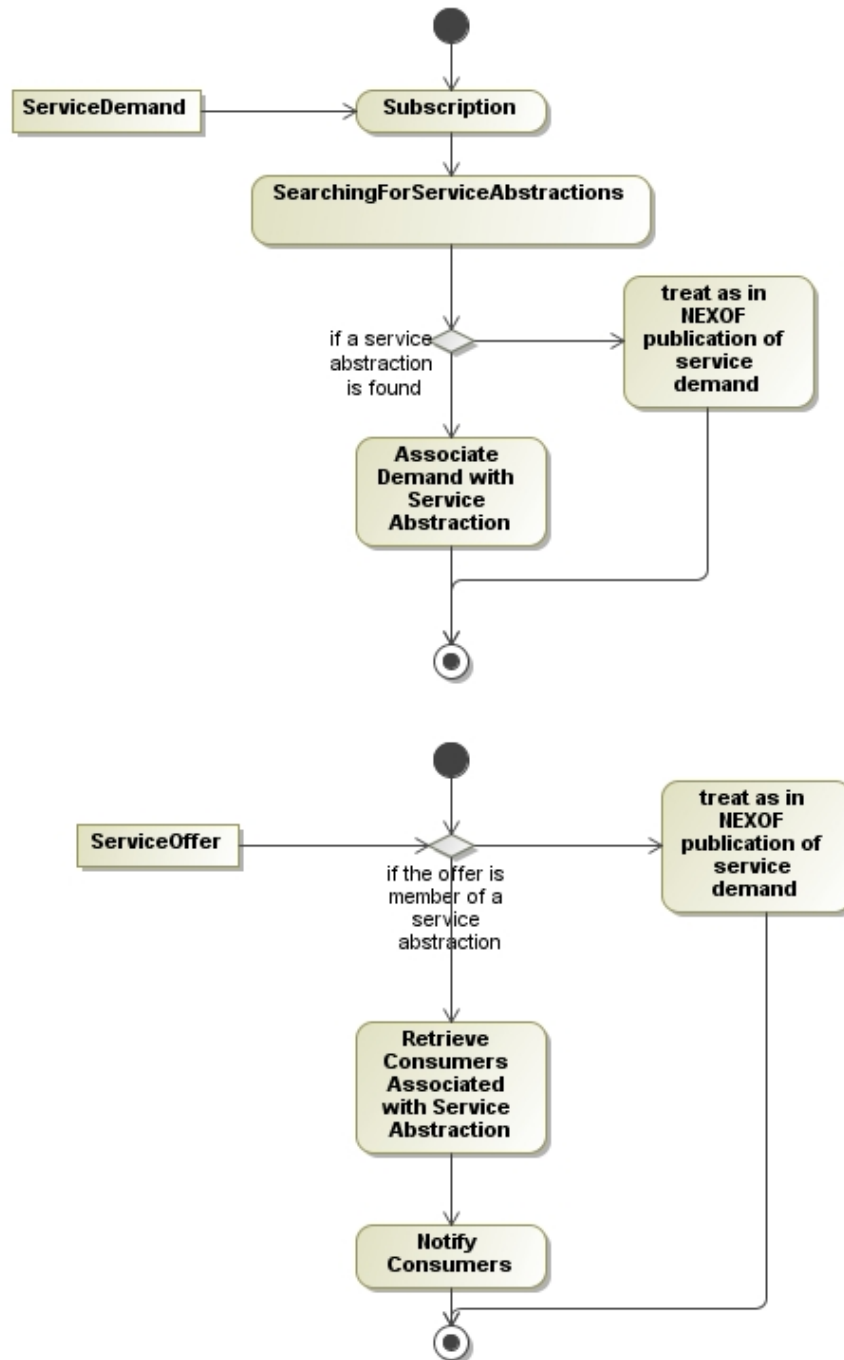 ServiceDemand
Subscription
SearchingForServiceAbstractions
if a service
abstraction
is found
treat as in
NEXOF
publication of
service
demand
Associate
Demand with
Service
Abstraction
ServiceOffer
if the offer is
member of a
service
abstraction
treat as in
NEXOF
publication of
service
demand
Retrieve
Consumers
Associated
with Service
Abstraction
Notify
Consumers